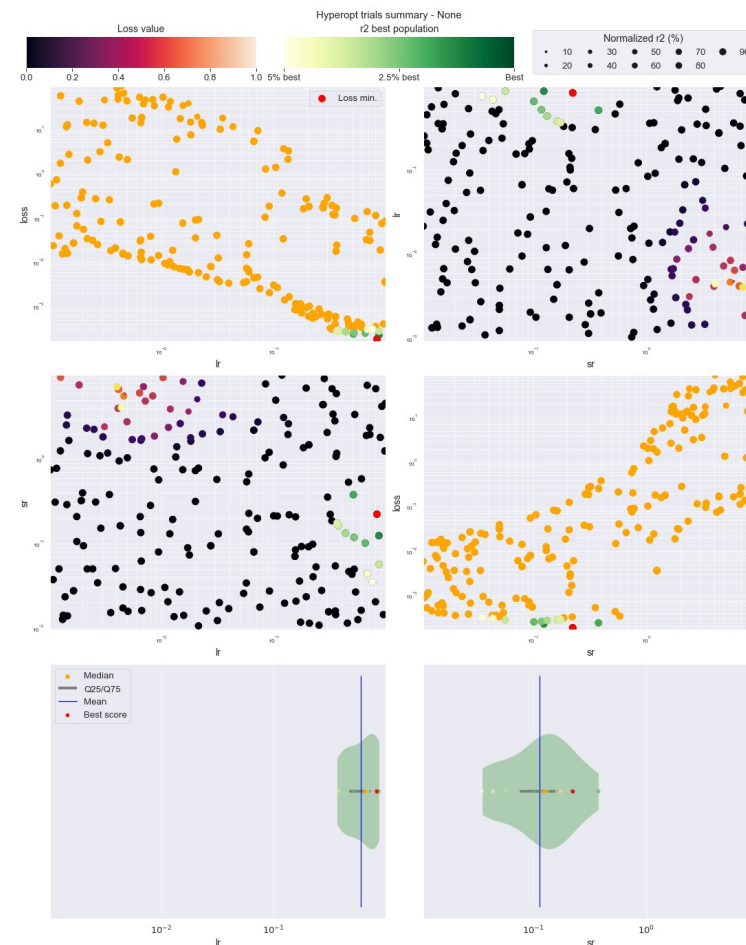 Hyperopt trials summary - None
Loss value
r2 best population
Normalized r2 (%)
10 30 50 70 90
20 40 60 80
0.0 0.2 0.4 0.6 0.8 1.0
5% best 2.5% best Best
Loss min.
loss
lr
lr
sr
sr
lr
loss
sr
Median
Q25/Q75
Mean
Best score
10⁻² 10⁻¹
lr
10⁻¹ 10⁰
sr